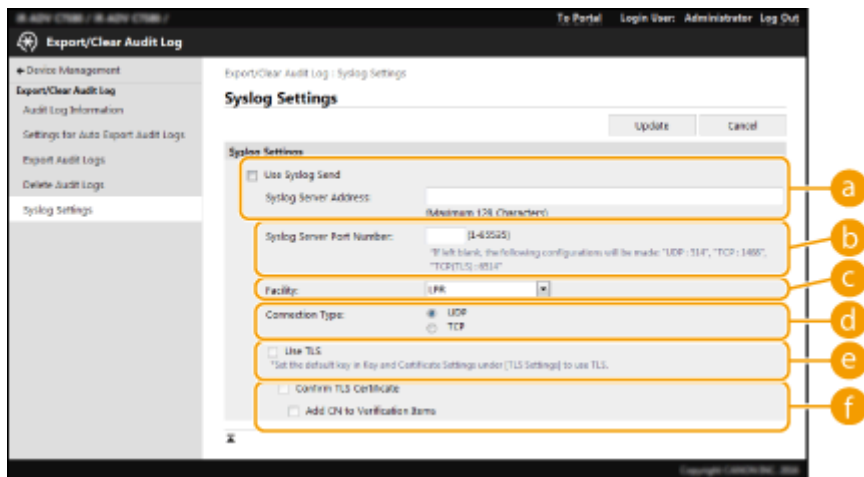 To Portal Login User: Administrator Log Out
Export/Clear Audit Log
Device Management
Export/Clear Audit Log : Syslog Settings
Export/Clear Audit Log
Audit Log Information
Settings for Auto Export Audit Logs
Export Audit Logs
Delete Audit Logs
Syslog Settings
Syslog Settings
Update Cancel
Syslog Settings
Use Syslog Send
Syslog Server Address:
(Maximum 128 Characters)
a
Syslog Server Port Number: (1-65535)
*If left blank, the following configurations will be made: "UDP : 514", "TCP : 1468",
"TCP(TLS) : 6514"
b
Facility: LPR
c
Connection Type: UDP
TCP
d
Use TLS
*Set the default key in Key and Certificate Settings under [TLS Settings] to use TLS.
e
Confirm TLS Certificate
Add CN to Verification Items
f
Copyright CANON INC. 2016